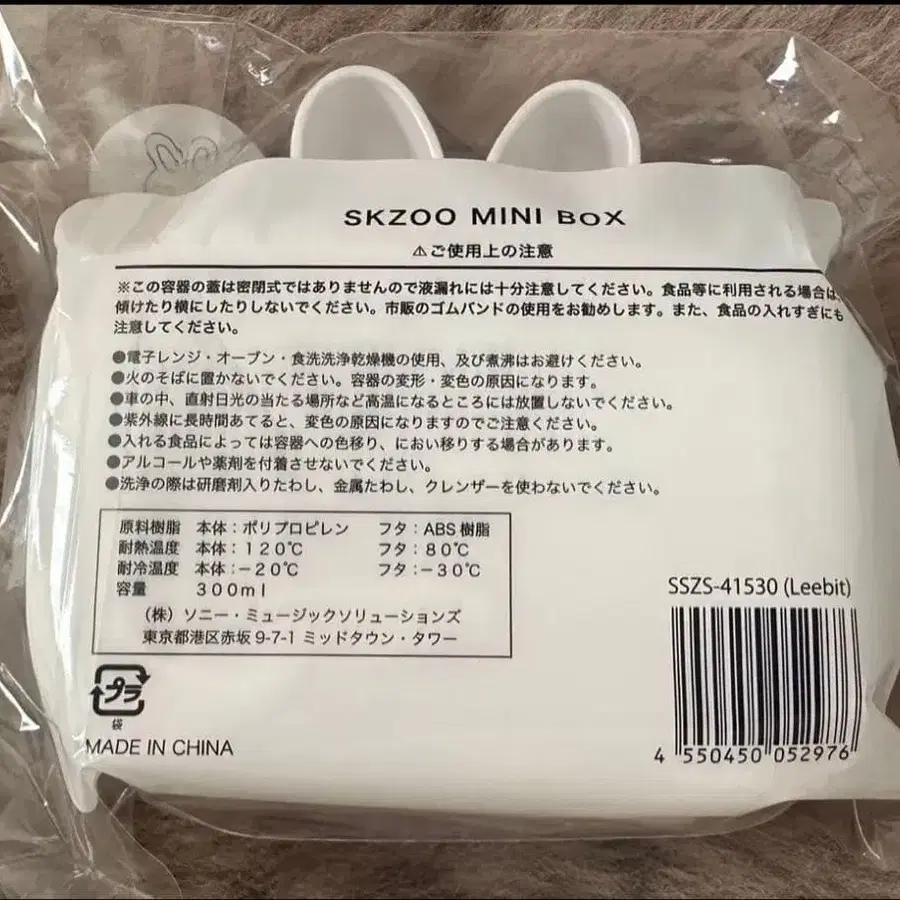 SKZOO MINI BOX
⚠ご使用上の注意
※この容器の蓋は密閉式ではありませんので液漏れには十分注意してください。食品等に利用される場合は、
傾けたり横にしたりしないでください。市販のゴムバンドの使用をお勧めします。また、食品の入れすぎにも
注意してください。
●電子レンジ・オーブン・食洗洗浄乾燥機の使用、及び煮沸はお避けください。
●火のそばに置かないでください。容器の変形・変色の原因になります。
●車の中、直射日光の当たる場所など高温になるところには放置しないでください。
●紫外線に長時間あてると、変色の原因になりますのでご注意ください。
●入れる食品によっては容器への色移り、におい移りする場合があります。
●アルコールや薬剤を付着させないでください。
●洗浄の際は研磨剤入りたわし、金属たわし、クレンザーを使わないでください。
原料樹脂 本体：ポリプロピレン フタ：ABS樹脂
耐熱温度 本体：120℃ フタ：80℃
耐冷温度 本体：−20℃ フタ：−30℃
容量 300ml
（株）ソニー・ミュージックソリューションズ
東京都港区赤坂9-7-1 ミッドタウン・タワー
SSZS-41530 (Leebit)
4 550450 052976
プラ
袋
MADE IN CHINA